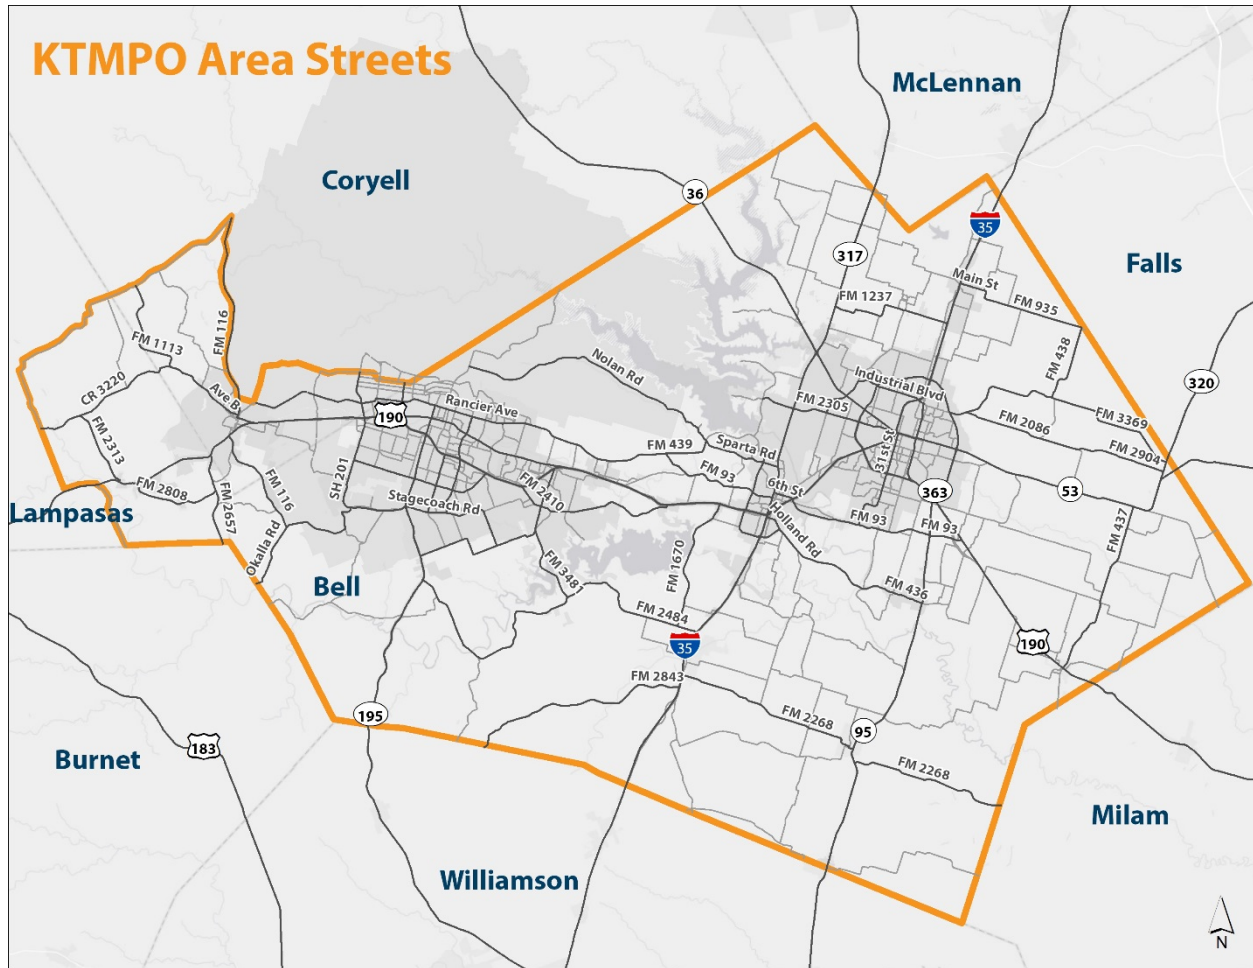 KTMPO Area Streets
McLennan
Coryell
36
35
317
Falls
Main St
FM 935
FM 1237
FM 116
FM 1113
FM 438
Nolan Rd
Industrial Blvd
320
CR 3220
Ave B
190
Rancier Ave
FM 2305
FM 3369
FM 2086
FM 2313
FM 439
Sparta Rd
31st St
FM 2904
SH 201
FM 93
6th St
363
53
FM 2808
FM 2657
FM 116
Stagecoach Rd
FM 2410
Holland Rd
FM 93
FM 93
FM 437
Lampasas
Okalla Rd
FM 1670
FM 3481
Bell
FM 436
FM 2484
35
190
FM 2843
195
FM 2268
95
183
Burnet
FM 2268
Milam
Williamson
N